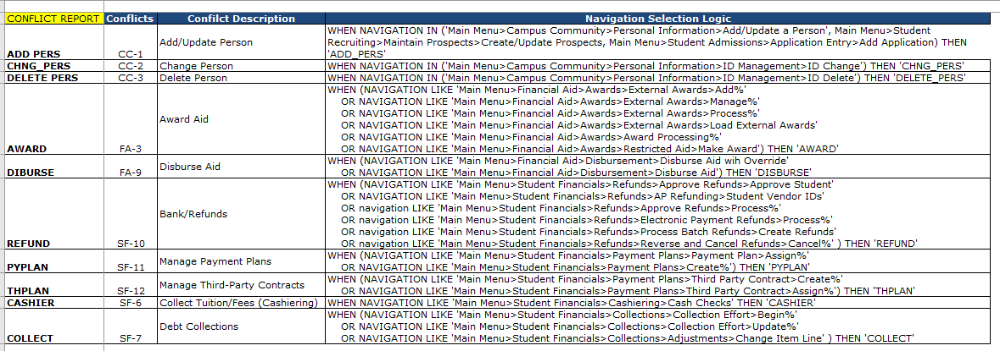 CONFLICT REPORT Conflicts Confilct Description Navigation Selection Logic
WHEN NAVIGATION IN ('Main Menu>Campus Community>Personal Information>Add/Update a Person', Main Menu>Student
Add/Update Person Recruiting>Maintain Prospects>Create/Update Prospects, Main Menu>Student Admissions>Application Entry>Add Application) THEN
ADD PERS CC-1 'ADD_PERS'
CHNG_PERS CC-2 Change Person WHEN NAVIGATION IN ('Main Menu>Campus Community>Personal Information>ID Management>ID Change') THEN 'CHNG_PERS'
DELETE PERS CC-3 Delete Person WHEN NAVIGATION IN ('Main Menu>Campus Community>Personal Information>ID Management>ID Delete') THEN 'DELETE_PERS'
WHEN (NAVIGATION LIKE 'Main Menu>Financial Aid>Awards>External Awards>Add%'
OR NAVIGATION LIKE 'Main Menu>Financial Aid>Awards>External Awards>Manage%'
OR NAVIGATION LIKE 'Main Menu>Financial Aid>Awards>External Awards>Process%'
Award Aid OR NAVIGATION LIKE 'Main Menu>Financial Aid>Awards>External Awards>Load External Awards'
OR NAVIGATION LIKE 'Main Menu>Financial Aid>Awards>Award Processing%'
AWARD FA-3 OR NAVIGATION LIKE 'Main Menu>Financial Aid>Awards>Restricted Aid>Make Award') THEN 'AWARD'
Disburse Aid WHEN (NAVIGATION LIKE 'Main Menu>Financial Aid>Disbursement>Disburse Aid wih Override'
DIBURSE FA-9 OR NAVIGATION LIKE 'Main Menu>Financial Aid>Disbursement>Disburse Aid') THEN 'DISBURSE'
WHEN (NAVIGATION LIKE 'Main Menu>Student Financials>Refunds>Approve Refunds>Approve Student'
OR NAVIGATION LIKE 'Main Menu>Student Financials>Refunds>AP Refunding>Student Vendor IDs'
OR navigation LIKE 'Main Menu>Student Financials>Refunds>Approve Refunds>Process%'
Bank/Refunds OR navigation LIKE 'Main Menu>Student Financials>Refunds>Electronic Payment Refunds>Process%'
OR navigation LIKE 'Main Menu>Student Financials>Refunds>Process Batch Refunds>Create Refunds'
REFUND SF-10 OR navigation LIKE 'Main Menu>Student Financials>Refunds>Reverse and Cancel Refunds>Cancel%' ) THEN 'REFUND'
Manage Payment Plans WHEN (NAVIGATION LIKE 'Main Menu>Student Financials>Payment Plans>Payment Plan>Assign%'
PYPLAN SF-11 OR NAVIGATION LIKE 'Main Menu>Student Financials>Payment Plans>Create%') THEN 'PYPLAN'
Manage Third-Party Contracts WHEN (NAVIGATION LIKE 'Main Menu>Student Financials>Payment Plans>Third Party Contract>Create%'
THPLAN SF-12 OR NAVIGATION LIKE 'Main Menu>Student Financials>Payment Plans>Third Party Contract>Assign%') THEN 'THPLAN'
CASHIER SF-6 Collect Tuition/Fees (Cashiering) WHEN NAVIGATION LIKE 'Main Menu>Student Financials>Cashiering>Cash Checks' THEN 'CASHIER'
WHEN (NAVIGATION LIKE 'Main Menu>Student Financials>Collections>Collection Effort>Begin%'
Debt Collections OR NAVIGATION LIKE 'Main Menu>Student Financials>Collections>Collection Effort>Update%'
COLLECT SF-7 OR NAVIGATION LIKE 'Main Menu>Student Financials>Collections>Adjustments>Change Item Line' ) THEN 'COLLECT'